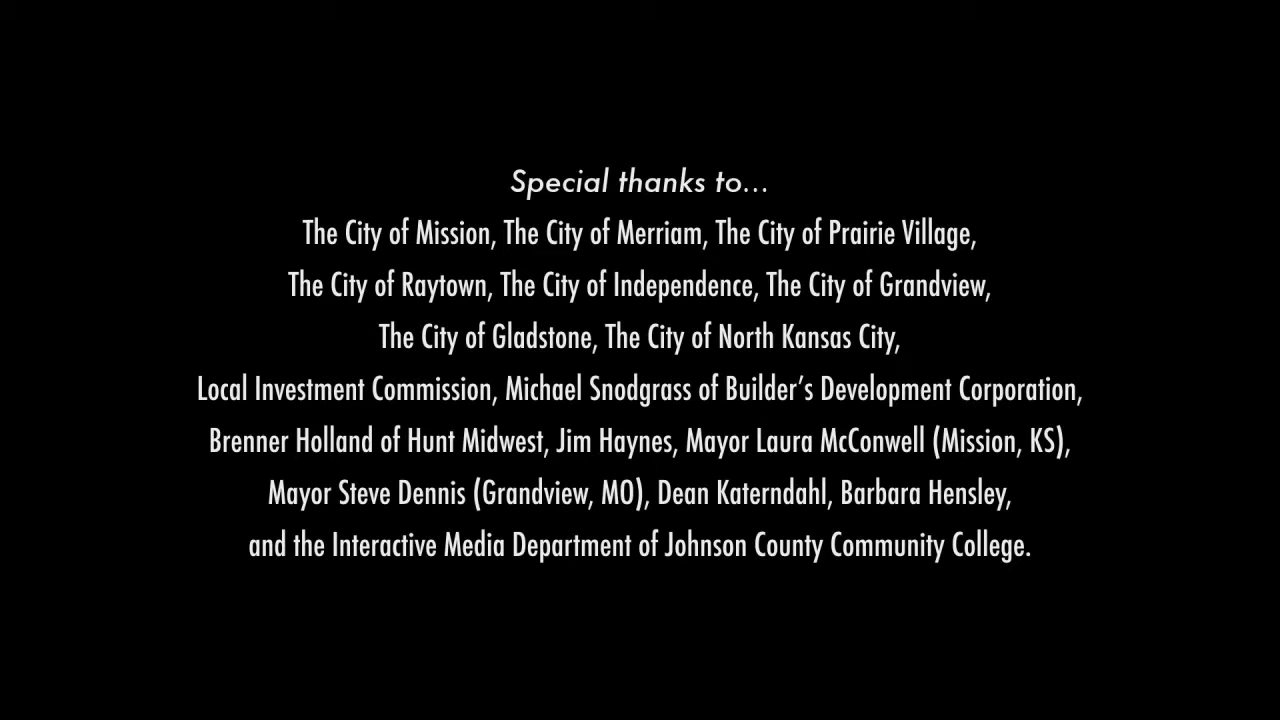 Special thanks to...
The City of Mission, The City of Merriam, The City of Prairie Village,
The City of Raytown, The City of Independence, The City of Grandview,
The City of Gladstone, The City of North Kansas City,
Local Investment Commission, Michael Snodgrass of Builder’s Development Corporation,
Brenner Holland of Hunt Midwest, Jim Haynes, Mayor Laura McConwell (Mission, KS),
Mayor Steve Dennis (Grandview, MO), Dean Katerndahl, Barbara Hensley,
and the Interactive Media Department of Johnson County Community College.